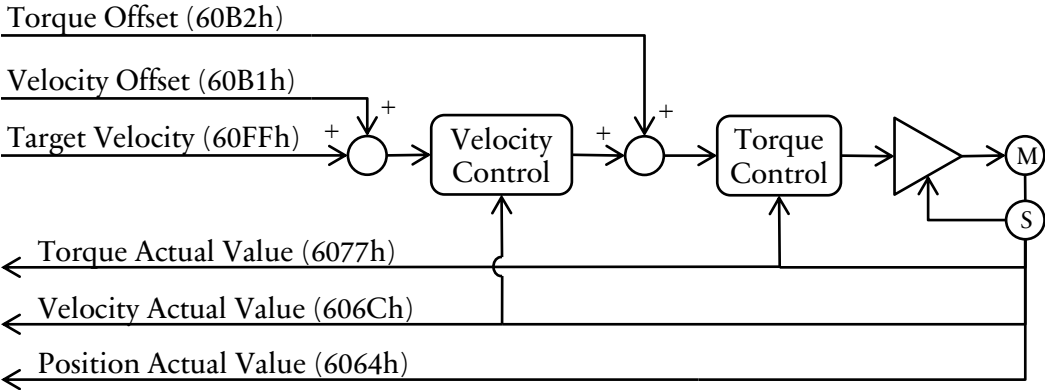 Torque Offset (60B2h)
Velocity Offset (60B1h)
+
Target Velocity (60FFh)
+
Velocity
Control
+
+
Torque
Control
M
S
Torque Actual Value (6077h)
Velocity Actual Value (606Ch)
Position Actual Value (6064h)